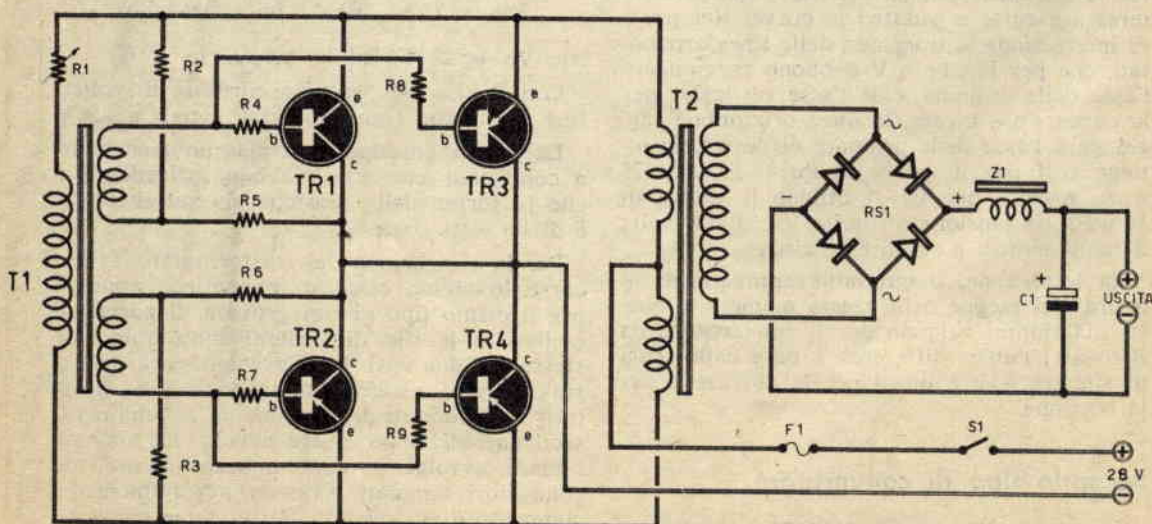 R1
R2
R4
e
b
c
TR1
R8
e
b
c
TR3
R5
T1
R6
TR2
c
R7
b
e
TR4
c
b
e
R9
R3
T2
~
RS1
~
+
Z1
+
C1
+
USCITA
−
F1
S1
+
28 V
−